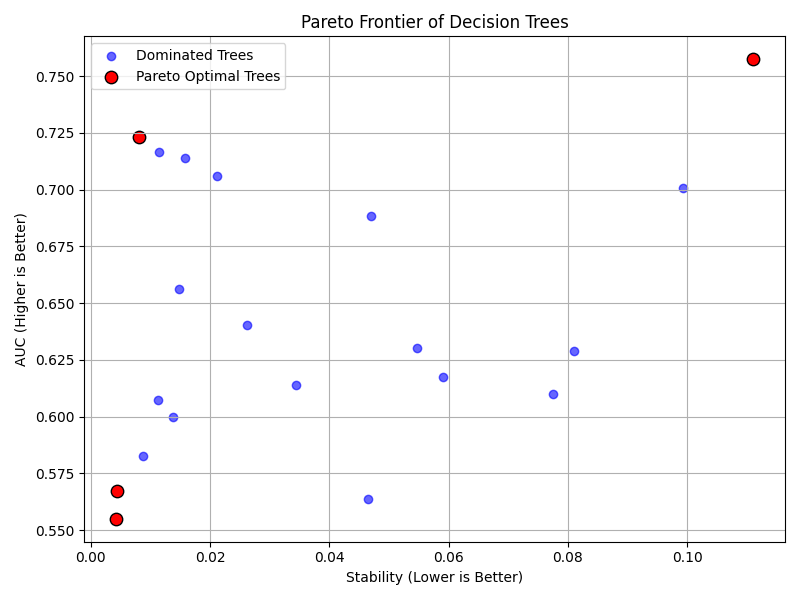 Pareto Frontier of Decision Trees
Dominated Trees
Pareto Optimal Trees
AUC (Higher is Better)
0.750
0.725
0.700
0.675
0.650
0.625
0.600
0.575
0.550
0.00 0.02 0.04 0.06 0.08 0.10
Stability (Lower is Better)